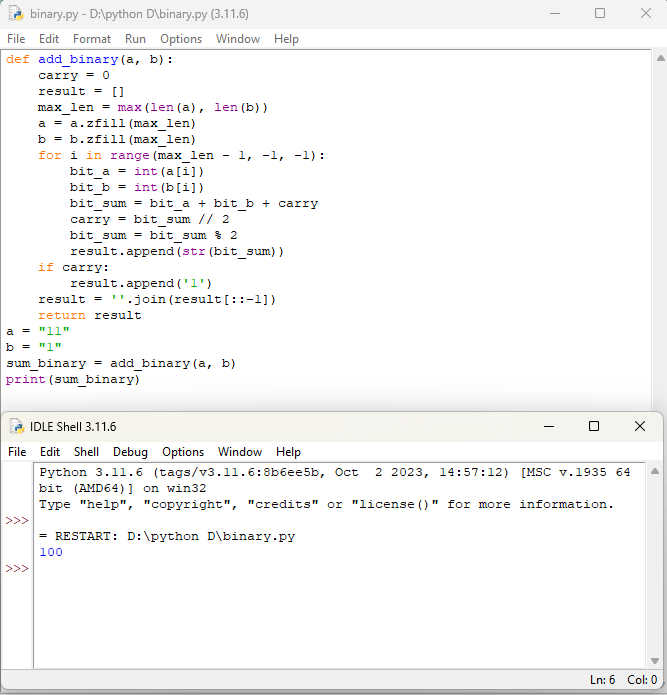 binary.py - D:\python D\binary.py (3.11.6)
File Edit Format Run Options Window Help
def add_binary(a, b):
    carry = 0
    result = []
    max_len = max(len(a), len(b))
    a = a.zfill(max_len)
    b = b.zfill(max_len)
    for i in range(max_len - 1, -1, -1):
        bit_a = int(a[i])
        bit_b = int(b[i])
        bit_sum = bit_a + bit_b + carry
        carry = bit_sum // 2
        bit_sum = bit_sum % 2
        result.append(str(bit_sum))
    if carry:
        result.append('1')
    result = ''.join(result[::-1])
    return result
a = "11"
b = "1"
sum_binary = add_binary(a, b)
print(sum_binary)
IDLE Shell 3.11.6
File Edit Shell Debug Options Window Help
Python 3.11.6 (tags/v3.11.6:8b6ee5b, Oct  2 2023, 14:57:12) [MSC v.1935 64
bit (AMD64)] on win32
Type "help", "copyright", "credits" or "license()" for more information.
>>>
= RESTART: D:\python D\binary.py
100
>>>
Ln: 6 Col: 0